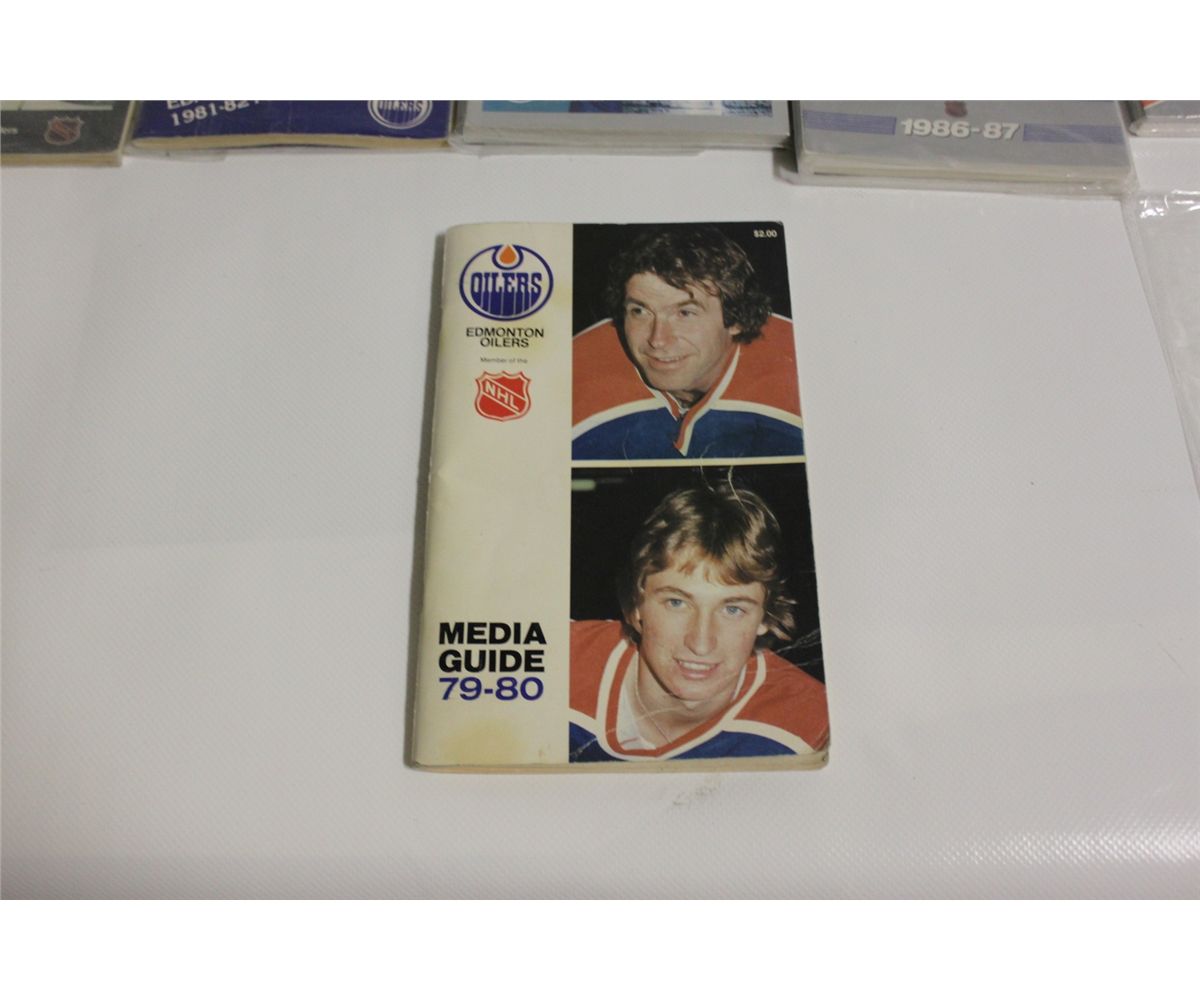 1981-82
OILERS
1986-87
$2.00
OILERS
EDMONTON
OILERS
Member of the
NHL
MEDIA
GUIDE
79-80